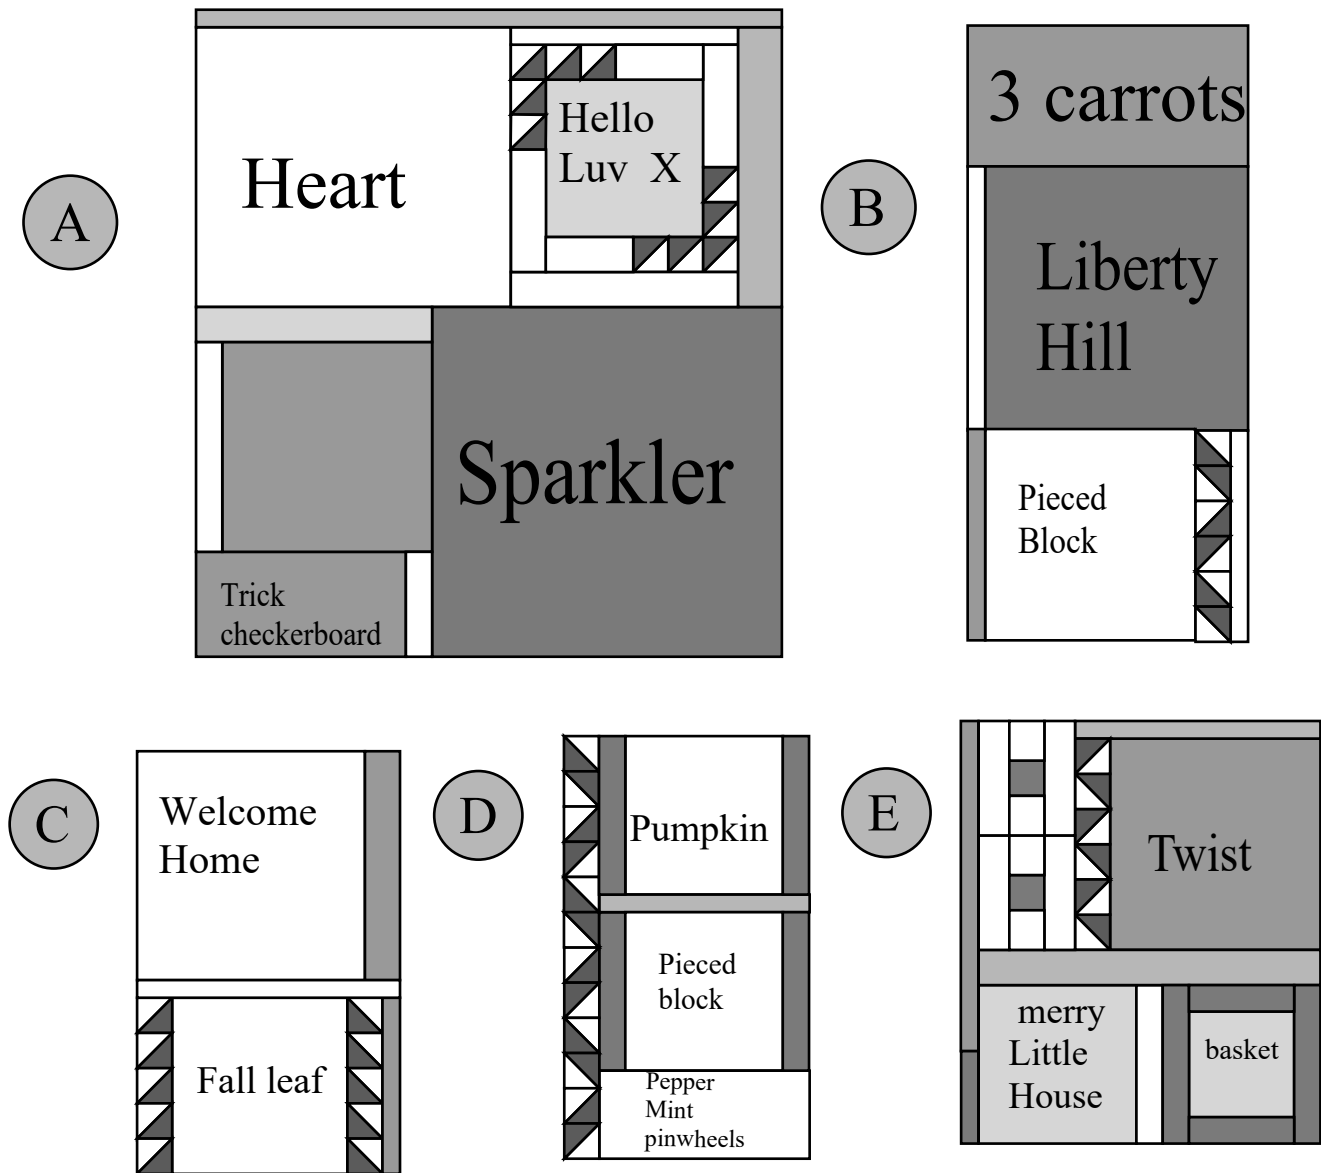 A
Heart
Hello
Luv X
Sparkler
Trick
checkerboard
B
3 carrots
Liberty
Hill
Pieced
Block
C
Welcome
Home
Fall leaf
D
Pumpkin
Pieced
block
Pepper
Mint
pinwheels
E
Twist
merry
Little
House
basket